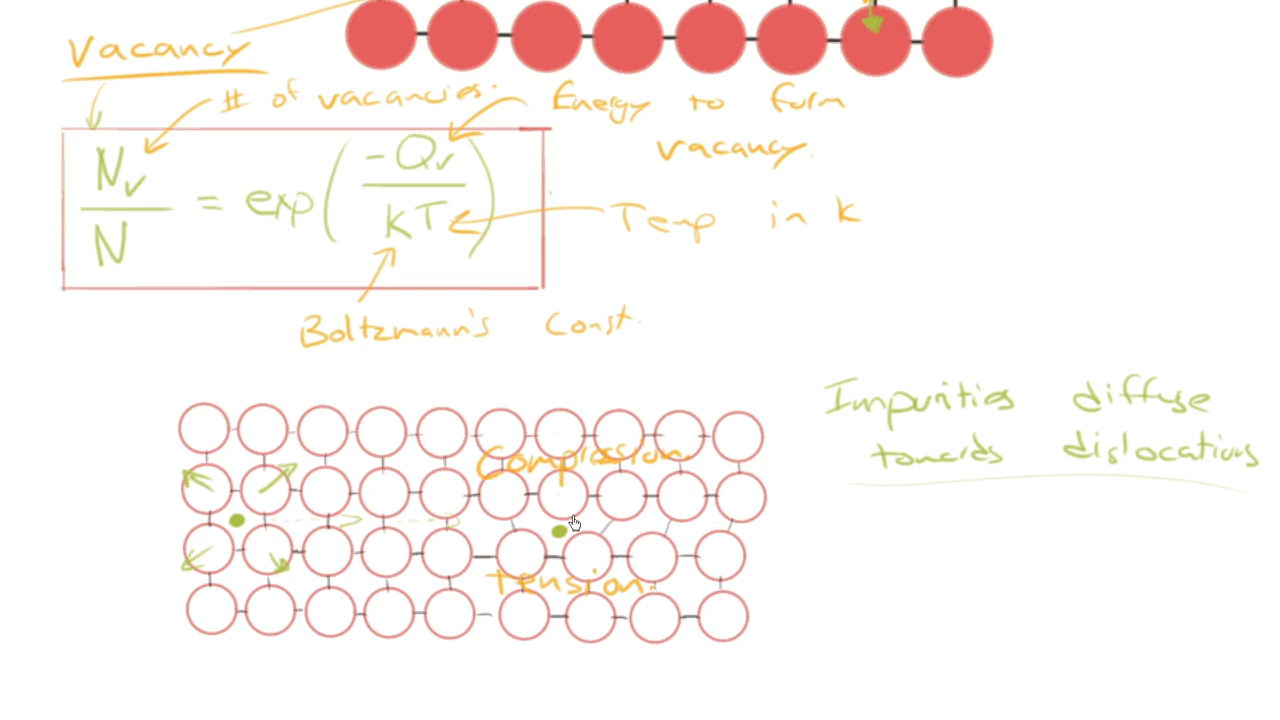 Vacancy
# of vacancies.
Energy to form
vacancy.
Nv
N
= exp(
-Qv
kT
)
Temp in k
Boltzmann's Const.
Impurities diffuse
towards dislocations
Compression.
tension.